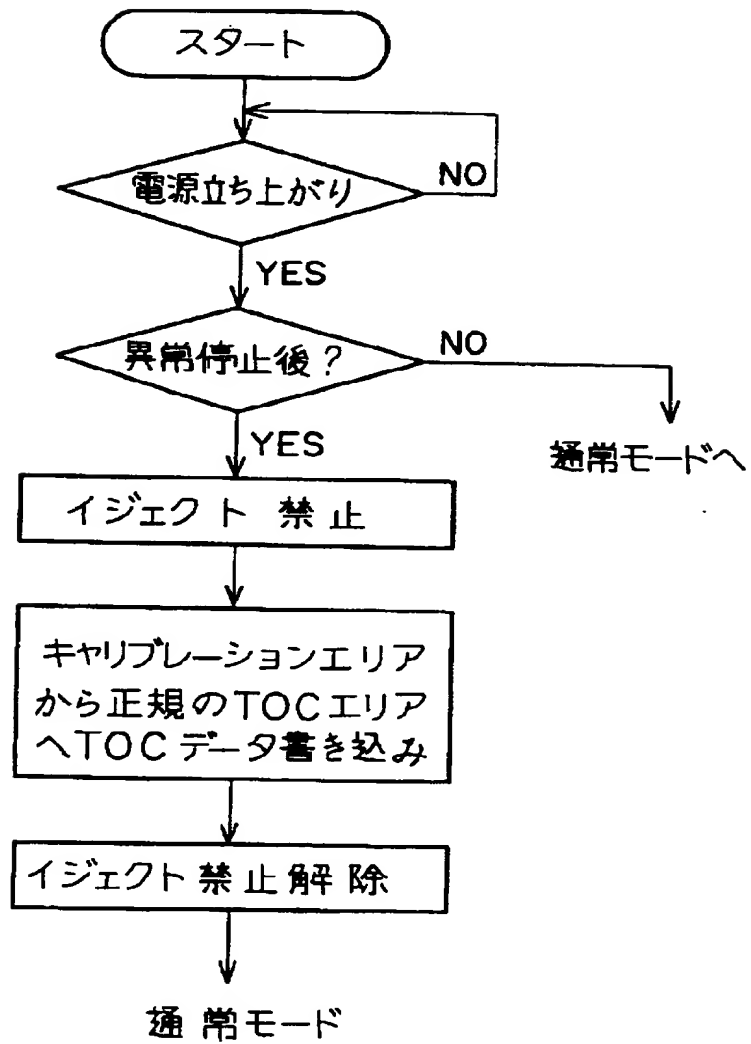 スタート
電源立ち上がり
NO
YES
異常停止後?
NO
YES
通常モードへ
イジェクト禁止
キャリブレーションエリア
から正規のTOCエリア
へTOCデータ書き込み
イジェクト禁止解除
通常モード